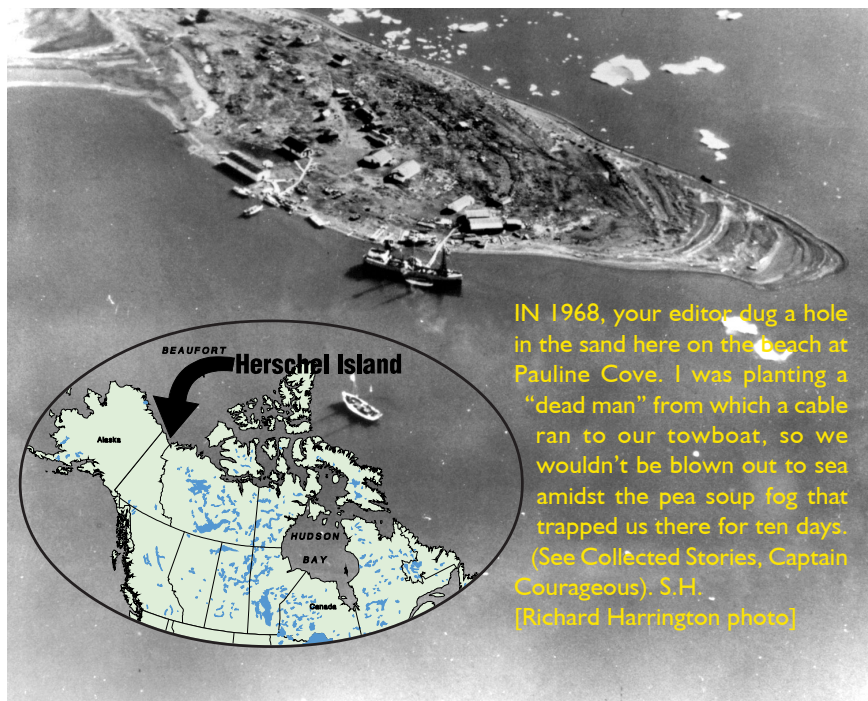 IN 1968, your editor dug a hole
in the sand here on the beach at
Pauline Cove. I was planting a
“dead man” from which a cable
ran to our towboat, so we
wouldn’t be blown out to sea
amidst the pea soup fog that
trapped us there for ten days.
(See Collected Stories, Captain
Courageous). S.H.
[Richard Harrington photo]
BEAUFORT
Herschel Island
Alaska
HUDSON
BAY
Canada